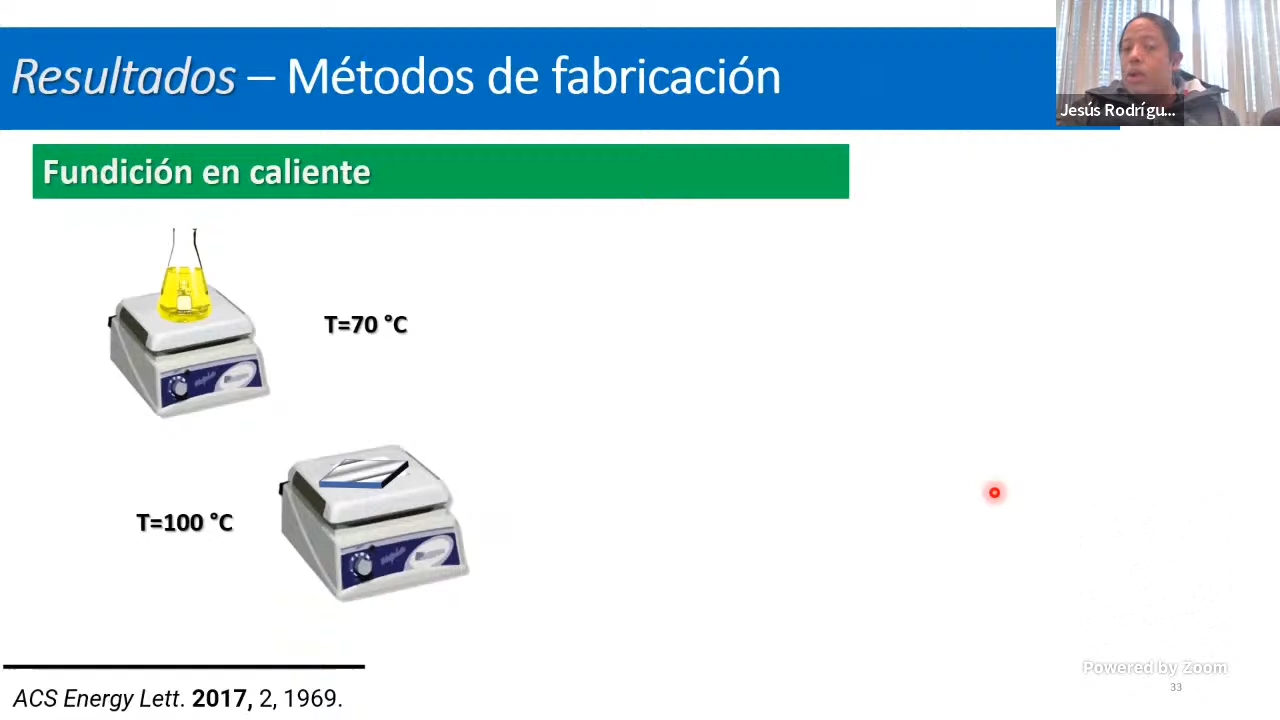 Resultados – Métodos de fabricación
Jesús Rodrígu...
Fundición en caliente
T=70 °C
T=100 °C
Powered by Zoom
33
ACS Energy Lett. 2017, 2, 1969.